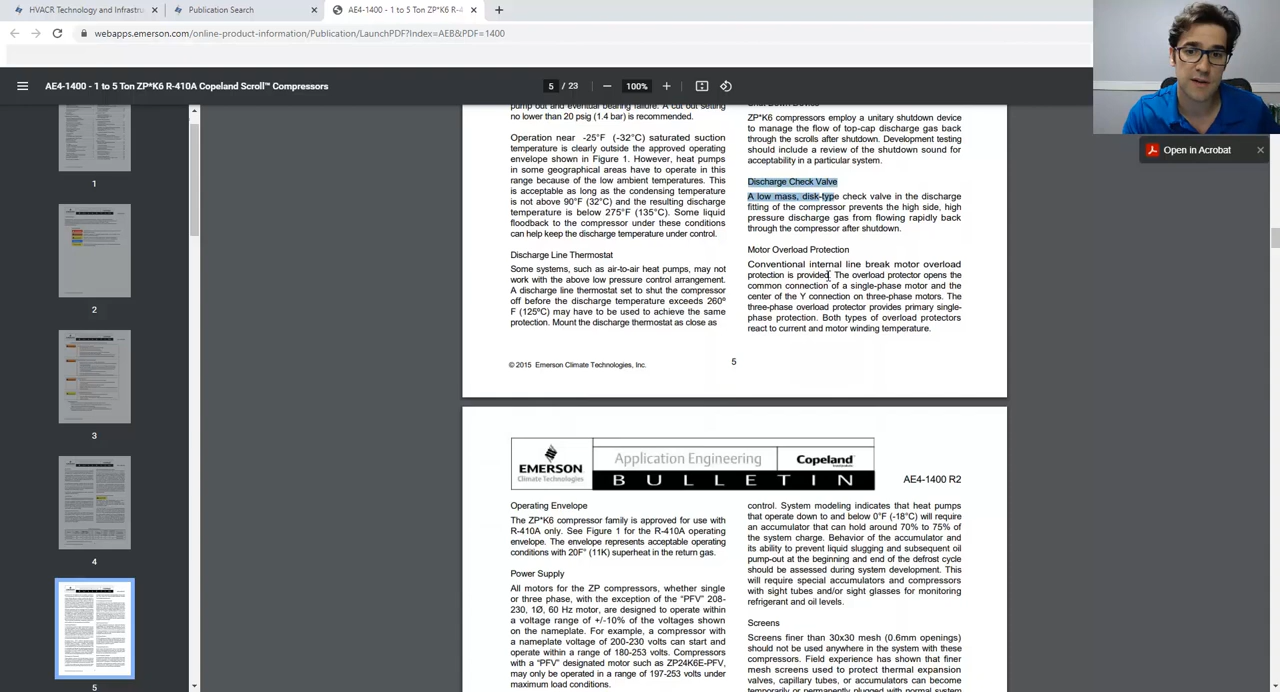 HVACR Technology and Infrastru
Publication Search
AE4-1400 - 1 to 5 Ton ZP*K6 R-4
webapps.emerson.com/online-product-information/Publication/LaunchPDF?Index=AEB&PDF=1400
AE4-1400 - 1 to 5 Ton ZP*K6 R-410A Copeland Scroll™ Compressors
5 / 23
100%
Open in Acrobat
1
2
3
4
5
pump out and eventual bearing failure. A cut out setting
no lower than 20 psig (1.4 bar) is recommended.
Operation near -25°F (-32°C) saturated suction
temperature is clearly outside the approved operating
envelope shown in Figure 1. However, heat pumps
in some geographical areas have to operate in this
range because of the low ambient temperatures. This
is acceptable as long as the condensing temperature
is not above 90°F (32°C) and the resulting discharge
temperature is below 275°F (135°C). Some liquid
floodback to the compressor under these conditions
can help keep the discharge temperature under control.
Discharge Line Thermostat
Some systems, such as air-to-air heat pumps, may not
work with the above low pressure control arrangement.
A discharge line thermostat set to shut the compressor
off before the discharge temperature exceeds 260º
F (125ºC) may have to be used to achieve the same
protection. Mount the discharge thermostat as close as
Shut Down Device
ZP*K6 compressors employ a unitary shutdown device
to manage the flow of top-cap discharge gas back
through the scrolls after shutdown. Development testing
should include a review of the shutdown sound for
acceptability in a particular system.
Discharge Check Valve
A low mass, disk-type check valve in the discharge
fitting of the compressor prevents the high side, high
pressure discharge gas from flowing rapidly back
through the compressor after shutdown.
Motor Overload Protection
Conventional internal line break motor overload
protection is provided. The overload protector opens the
common connection of a single-phase motor and the
center of the Y connection on three-phase motors. The
three-phase overload protector provides primary single-
phase protection. Both types of overload protectors
react to current and motor winding temperature.
© 2015 Emerson Climate Technologies, Inc.
5
EMERSON
Climate Technologies
Application Engineering
Copeland
BULLETIN
AE4-1400 R2
Operating Envelope
The ZP*K6 compressor family is approved for use with
R-410A only. See Figure 1 for the R-410A operating
envelope. The envelope represents acceptable operating
conditions with 20F° (11K) superheat in the return gas.
Power Supply
All motors for the ZP compressors, whether single
or three phase, with the exception of the "PFV" 208-
230, 1Ø, 60 Hz motor, are designed to operate within
a voltage range of +/-10% of the voltages shown
on the nameplate. For example, a compressor with
a nameplate voltage of 200-230 volts can start and
operate within a range of 180-253 volts. Compressors
with a "PFV" designated motor such as ZP24K6E-PFV,
may only be operated in a range of 197-253 volts under
maximum load conditions.
control. System modeling indicates that heat pumps
that operate down to and below 0°F (-18°C) will require
an accumulator that can hold around 70% to 75% of
the system charge. Behavior of the accumulator and
its ability to prevent liquid slugging and subsequent oil
pump-out at the beginning and end of the defrost cycle
should be assessed during system development. This
will require special accumulators and compressors
with sight tubes and/or sight glasses for monitoring
refrigerant and oil levels.
Screens
Screens finer than 30x30 mesh (0.6mm openings)
should not be used anywhere in the system with these
compressors. Field experience has shown that finer
mesh screens used to protect thermal expansion
valves, capillary tubes, or accumulators can become
temporarily or permanently plugged with normal system